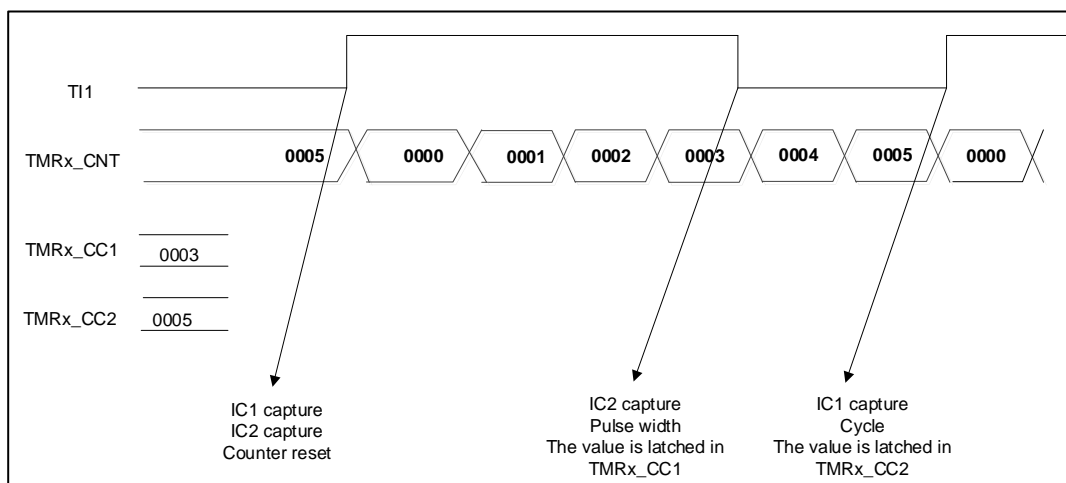 TI1
TMRx_CNT
0005 0000 0001 0002 0003 0004 0005 0000
TMRx_CC1
0003
TMRx_CC2
0005
IC1 capture
IC2 capture
Counter reset
IC2 capture
Pulse width
The value is latched in
TMRx_CC1
IC1 capture
Cycle
The value is latched in
TMRx_CC2